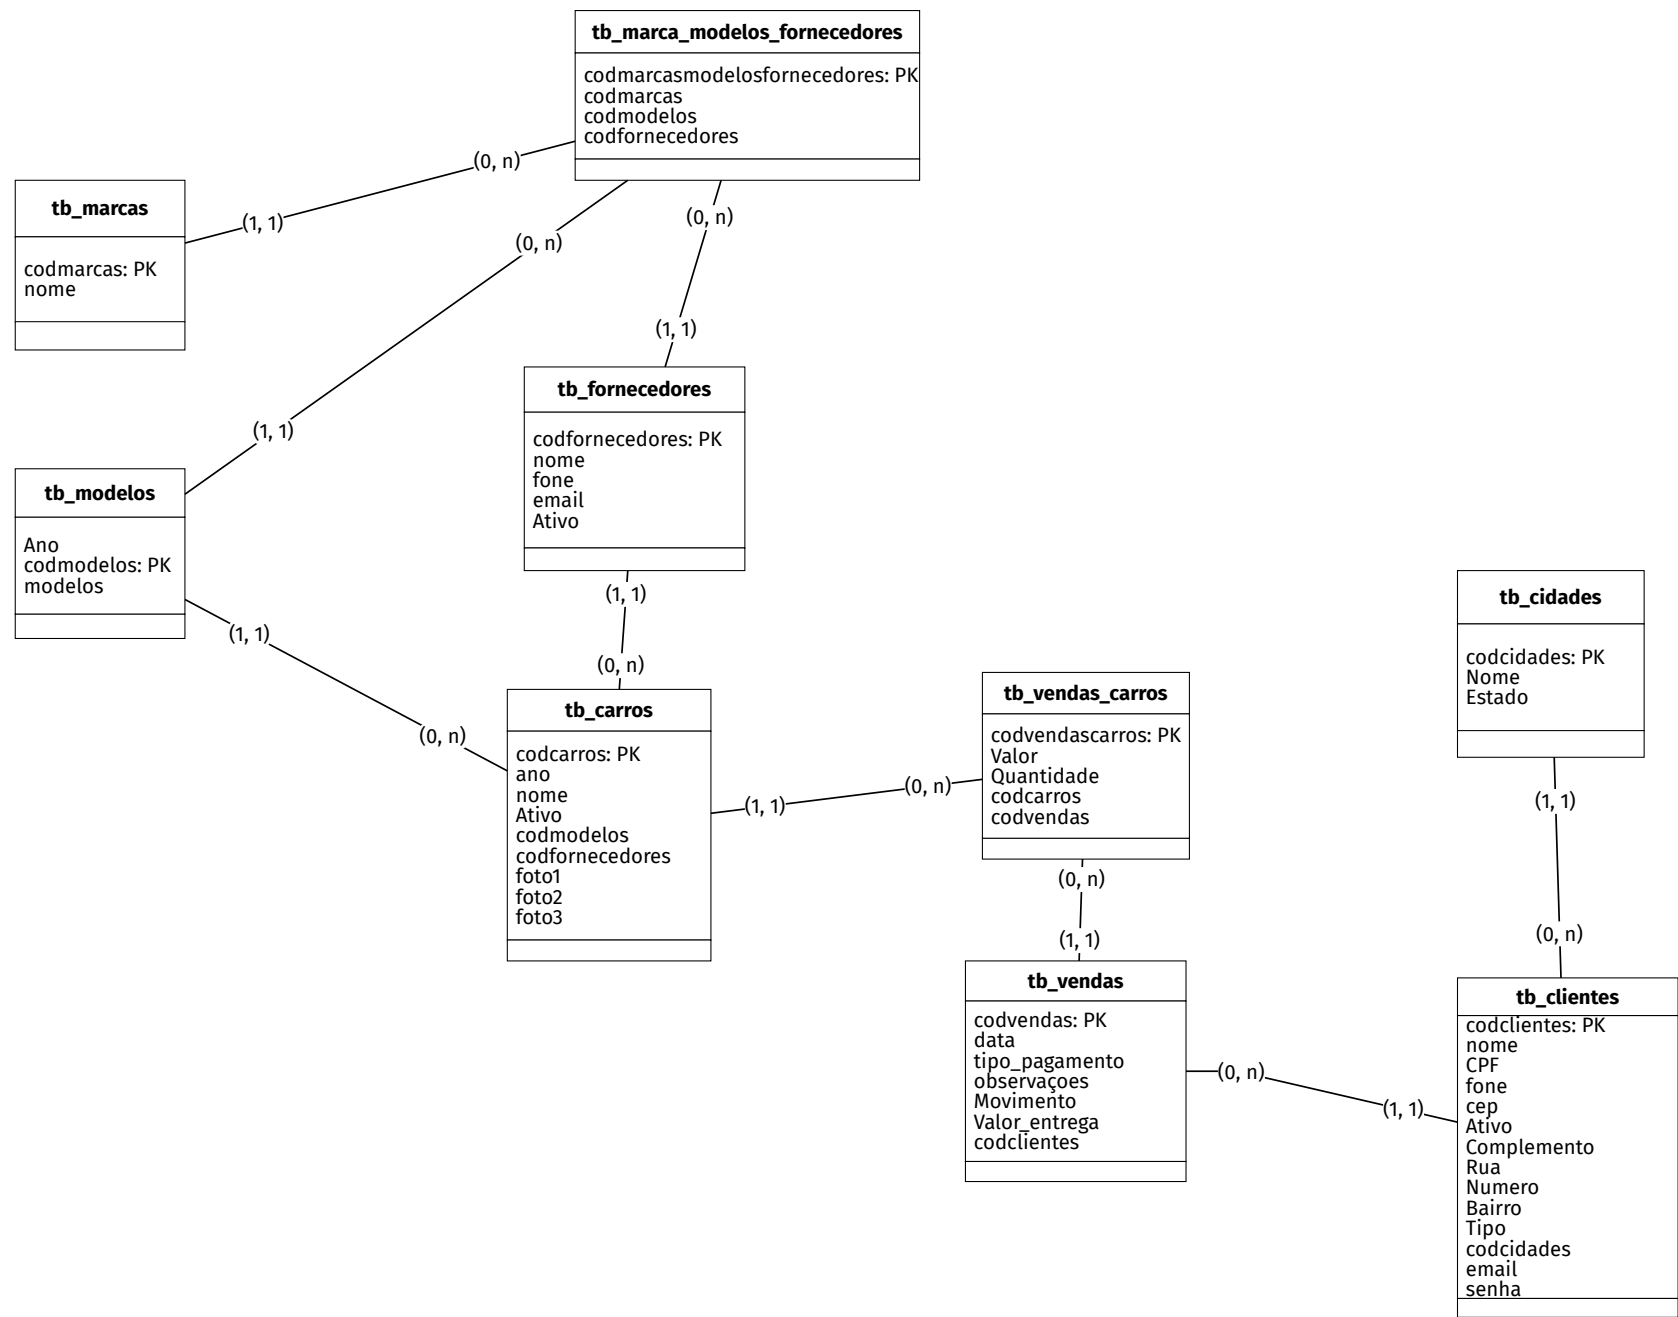 tb_marca_modelos_fornecedores
codmarcasmodelosfornecedores: PK
codmarcas
codmodelos
codfornecedores
(0, n)
(1, 1)
tb_marcas
codmarcas: PK
nome
(0, n)
(0, n)
(1, 1)
(1, 1)
tb_fornecedores
codfornecedores: PK
nome
fone
email
Ativo
tb_modelos
Ano
codmodelos: PK
modelos
(1, 1)
(0, n)
(1, 1)
(0, n)
tb_carros
codcarros: PK
ano
nome
Ativo
codmodelos
codfornecedores
foto1
foto2
foto3
(1, 1)
(0, n)
tb_vendas_carros
codvendascarros: PK
Valor
Quantidade
codcarros
codvendas
(0, n)
(1, 1)
tb_vendas
codvendas: PK
data
tipo_pagamento
observaçoes
Movimento
Valor_entrega
codclientes
(0, n)
(1, 1)
tb_cidades
codcidades: PK
Nome
Estado
(1, 1)
(0, n)
tb_clientes
codclientes: PK
nome
CPF
fone
cep
Ativo
Complemento
Rua
Numero
Bairro
Tipo
codcidades
email
senha